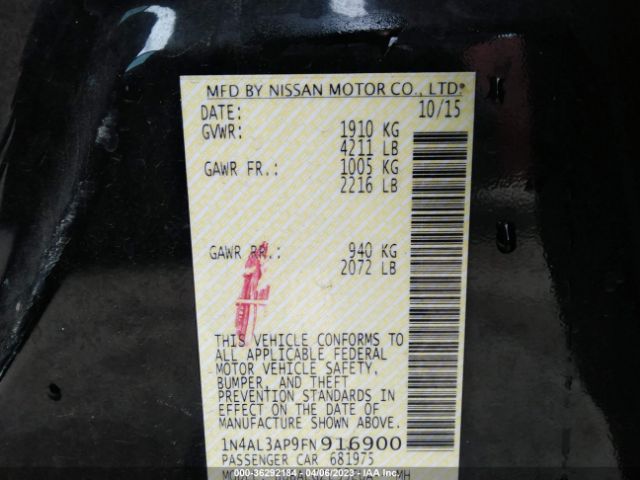 MFD BY NISSAN MOTOR CO., LTD.
DATE: 10/15
GVWR: 1910 KG
4211 LB
GAWR FR.: 1005 KG
2216 LB
GAWR RR.: 940 KG
2072 LB
THIS VEHICLE CONFORMS TO
ALL APPLICABLE FEDERAL
MOTOR VEHICLE SAFETY,
BUMPER, AND THEFT
PREVENTION STANDARDS IN
EFFECT ON THE DATE OF
MANUFACTURE SHOWN ABOVE.
1N4AL3AP9FN916900
PASSENGER CAR 681975
000-36292184 - 04/06/2023 - IAA Inc.